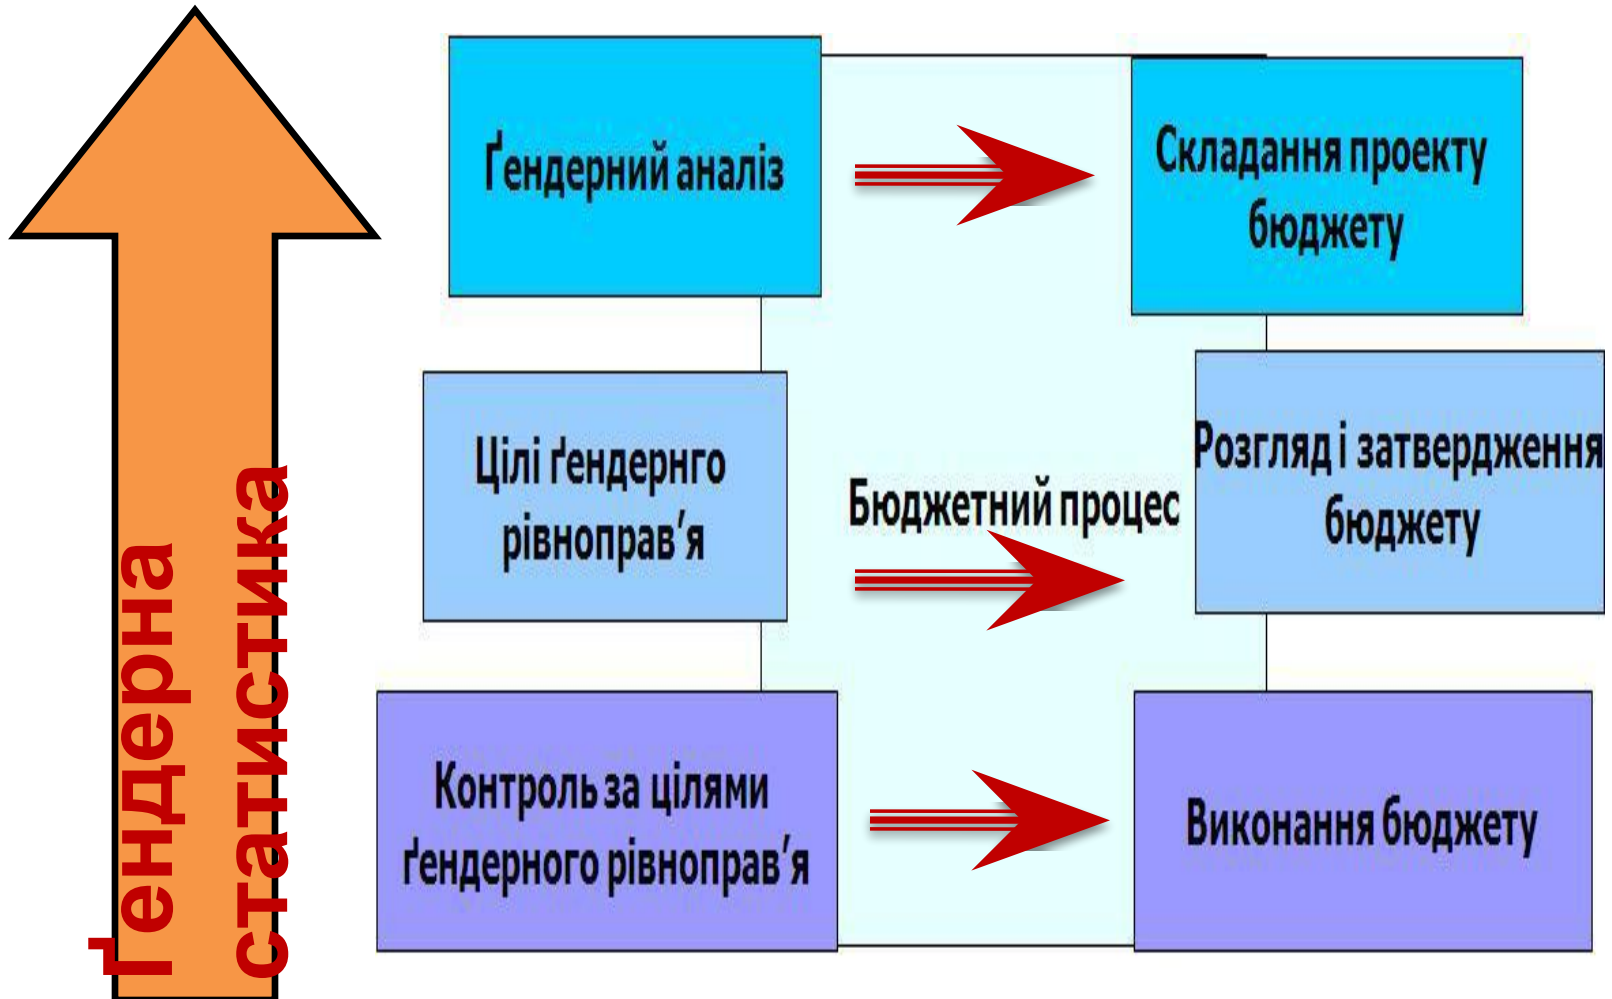 Ґендерна
статистика
Ґендерний аналіз
Складання проекту
бюджету
Цілі ґендернго
рівноправ’я
Бюджетний процес
Розгляд і затвердження
бюджету
Контроль за цілями
ґендерного рівноправ’я
Виконання бюджету